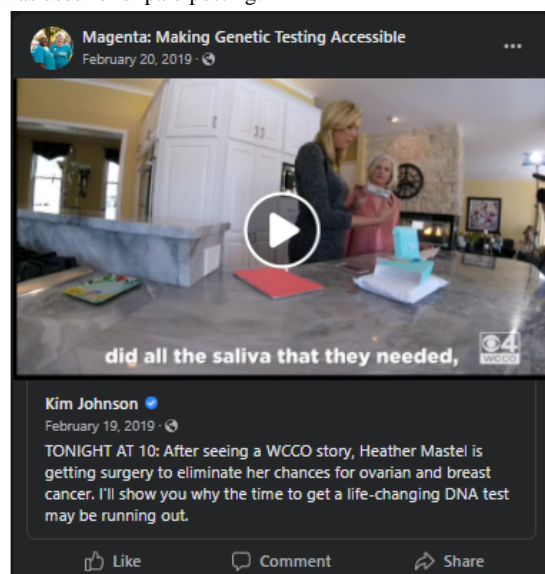 Magenta: Making Genetic Testing Accessible
February 20, 2019 ·
did all the saliva that they needed,
4
WCCO
Kim Johnson
February 19, 2019 ·
TONIGHT AT 10: After seeing a WCCO story, Heather Mastel is
getting surgery to eliminate her chances for ovarian and breast
cancer. I'll show you why the time to get a life-changing DNA test
may be running out.
Like Comment Share